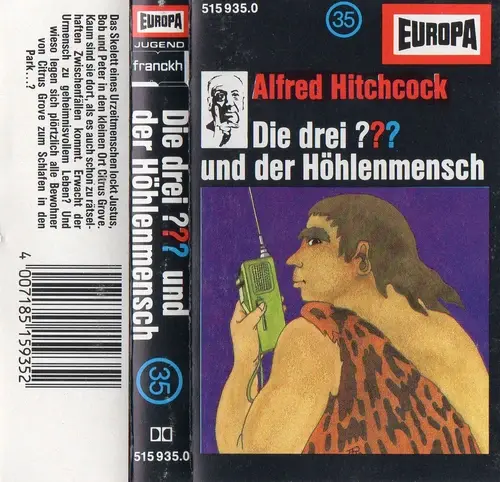 Das Skelett eines Urzeitmenschen lockt Justus,
Bob und Peter in den kleinen Ort Citrus Grove.
Kaum sind sie dort, als es auch schon zu rätsel-
haften Zwischenfällen kommt. Erwacht der
Urmensch zu geheimnisvollem Leben? Und
wieso legen sich plötzlich alle Bewohner
von Citrus Grove zum Schlafen in den
Park...?
4 007185 159352
515 935.0
EUROPA
JUGEND
franckh
Die drei ??? und
der Höhlenmensch
35
515 935.0
515 935.0
35
EUROPA
Alfred Hitchcock
Die drei ???
und der Höhlenmensch